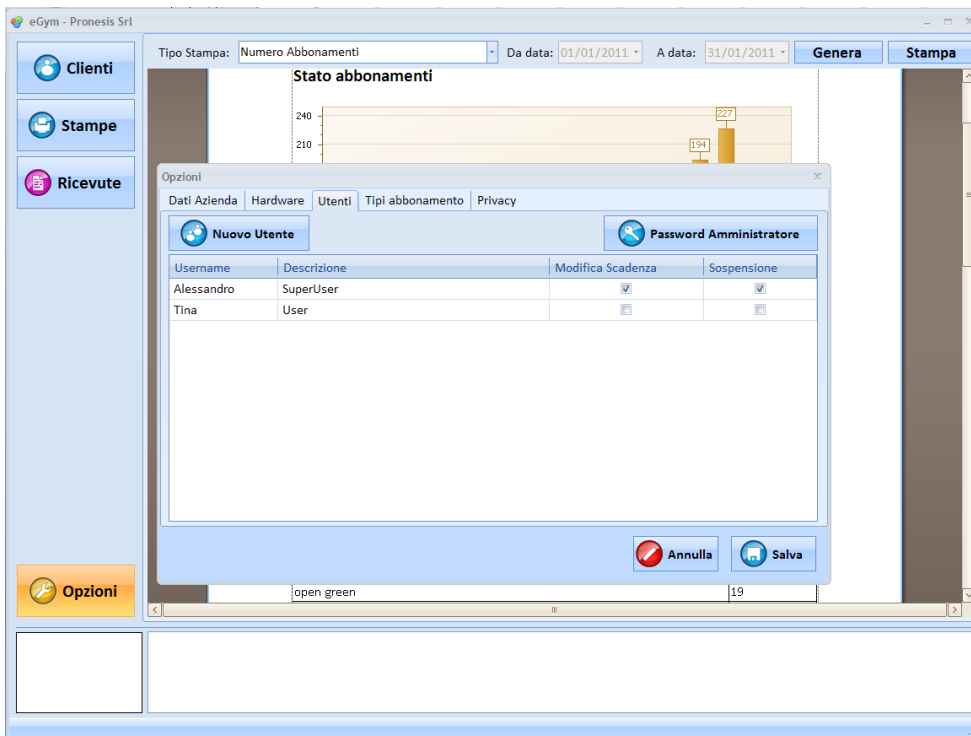 eGym - Pronesis Srl
Clienti
Stampe
Ricevute
Opzioni
Tipo Stampa: Numero Abbonamenti Da data: 01/01/2011 A data: 31/01/2011 Genera Stampa
Stato abbonamenti
240
227
210
194
Opzioni
Dati Azienda Hardware Utenti Tipi abbonamento Privacy
Nuovo Utente Password Amministratore
Username Descrizione Modifica Scadenza Sospensione
Alessandro SuperUser
Tina User
Annulla Salva
open green 19